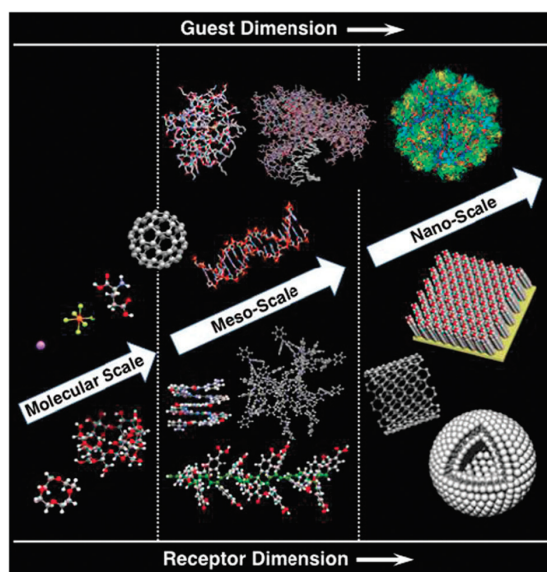 Guest Dimension
Nano-Scale
Meso-Scale
Molecular Scale
Receptor Dimension